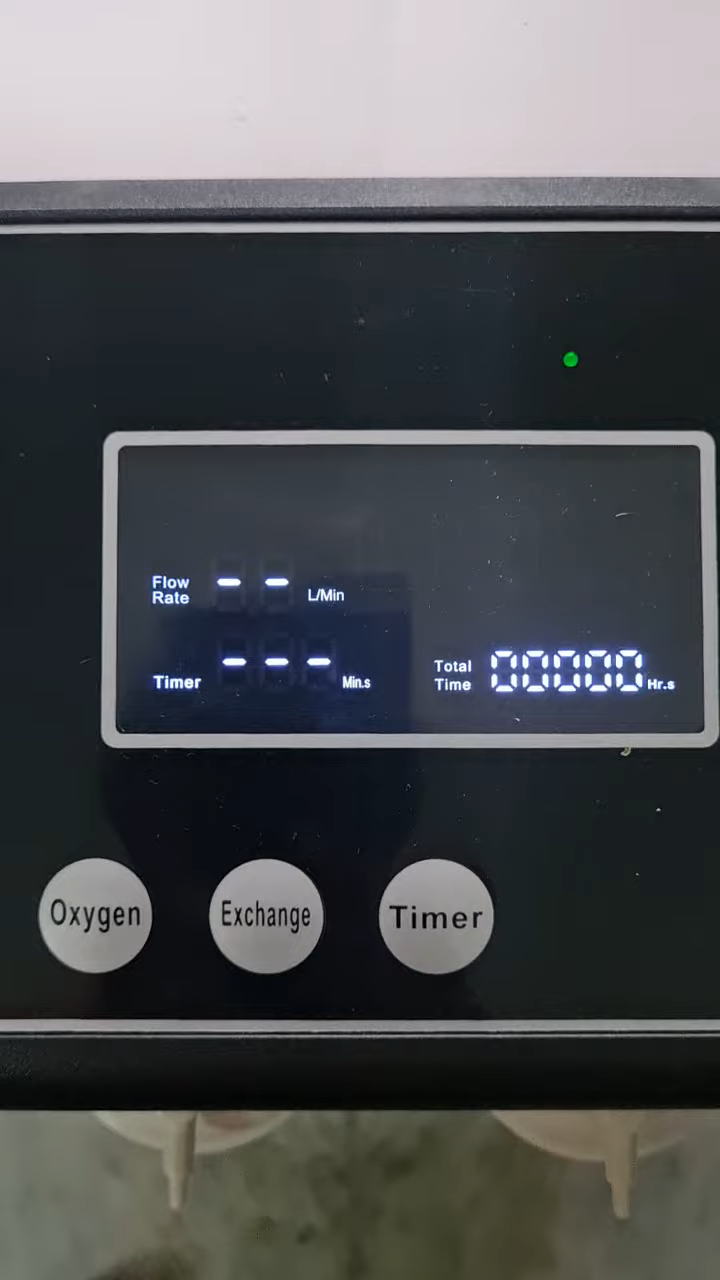 Flow
Rate
-- L/Min
Timer --- Min.s
Total
Time 00000 Hr.s
Oxygen
Exchange
Timer